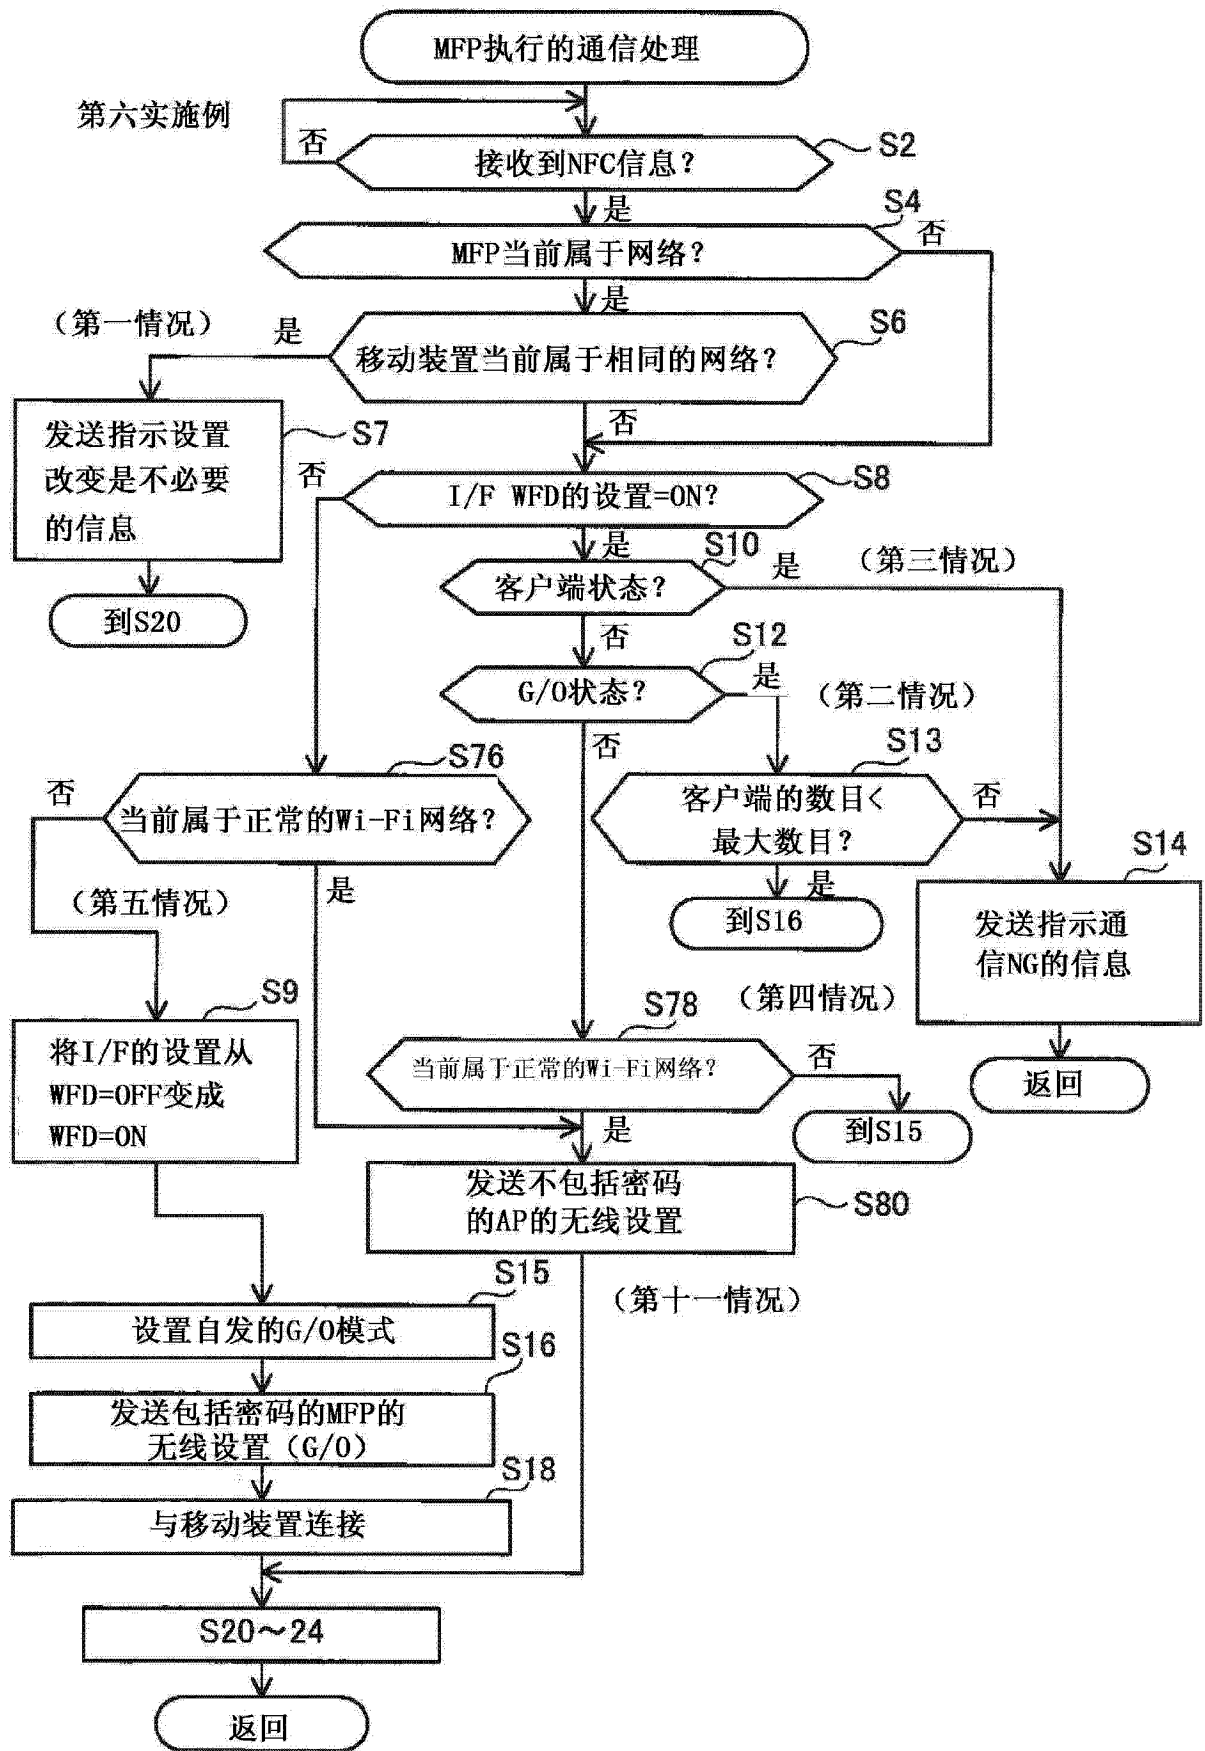 MFP执行的通信处理
第六实施例
否
接收到NFC信息？
S2
是
S4
MFP当前属于网络？
否
是
（第一情况）
是
移动装置当前属于相同的网络？
S6
否
发送指示设置
改变是不必要
的信息
S7
到S20
否
I/F WFD的设置=ON？
S8
是
S10
客户端状态？
是
（第三情况）
否
S12
G/O状态？
是
（第二情况）
否
S13
客户端的数目<
最大数目？
否
是
到S16
S14
发送指示通
信NG的信息
返回
S76
否
当前属于正常的Wi-Fi网络？
是
（第五情况）
S9
将I/F的设置从
WFD=OFF变成
WFD=ON
S78
（第四情况）
当前属于正常的Wi-Fi网络？
否
到S15
是
发送不包括密码
的AP的无线设置
S80
（第十一情况）
S15
设置自发的G/O模式
S16
发送包括密码的MFP的
无线设置（G/O）
S18
与移动装置连接
S20～24
返回